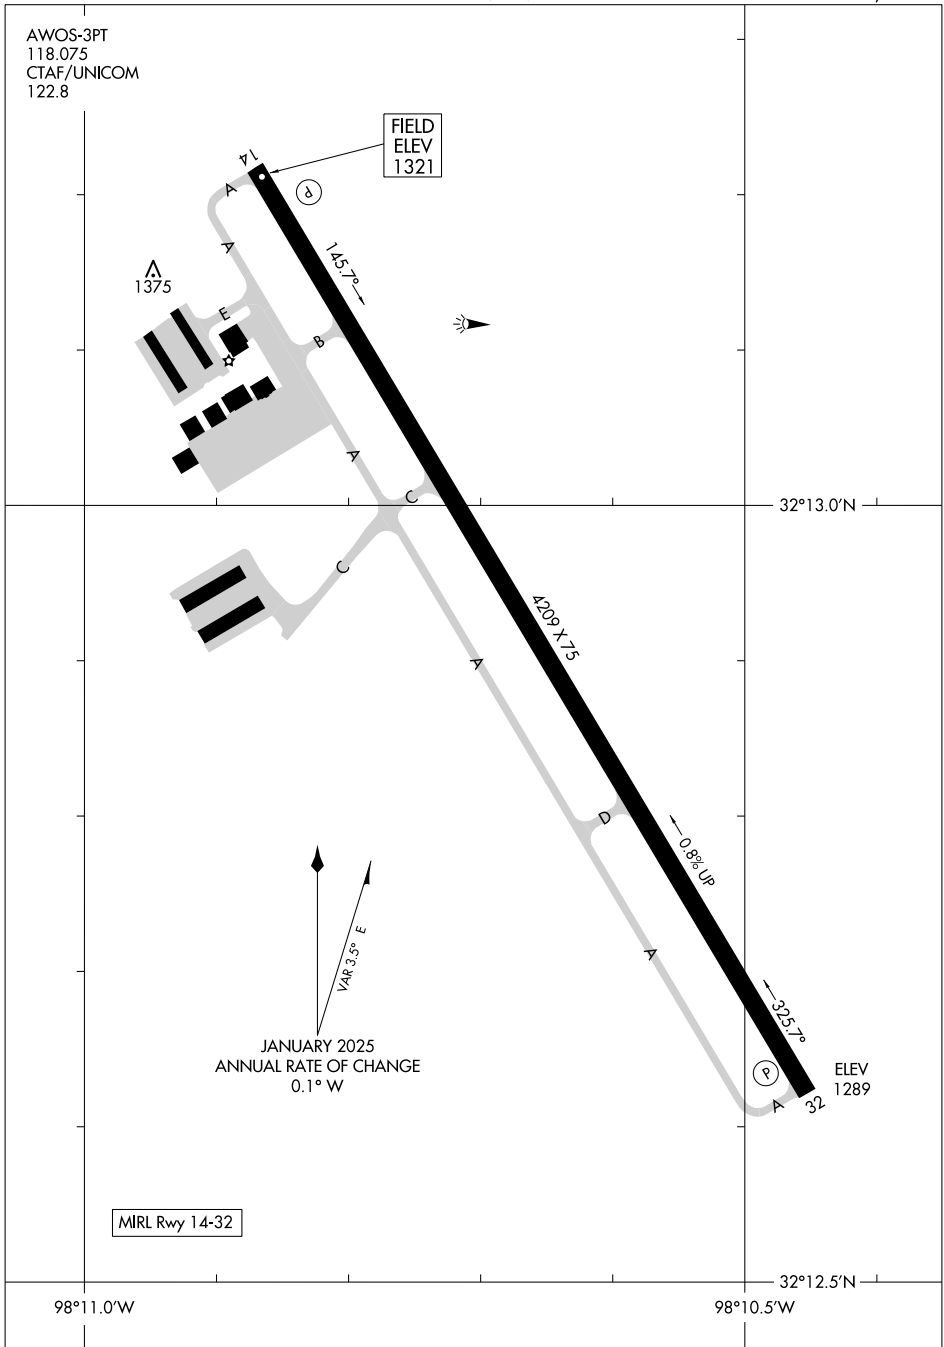 AWOS-3PT
118.075
CTAF/UNICOM
122.8
FIELD
ELEV
1321
14
A
P
A
145.7°
1375
E
B
A
C
32°13.0'N
C
4209 X 75
A
D
0.8% UP
VAR 3.5° E
A
325.7°
JANUARY 2025
ANNUAL RATE OF CHANGE
0.1° W
P
ELEV
1289
A
32
MIRL Rwy 14-32
32°12.5'N
98°11.0'W
98°10.5'W